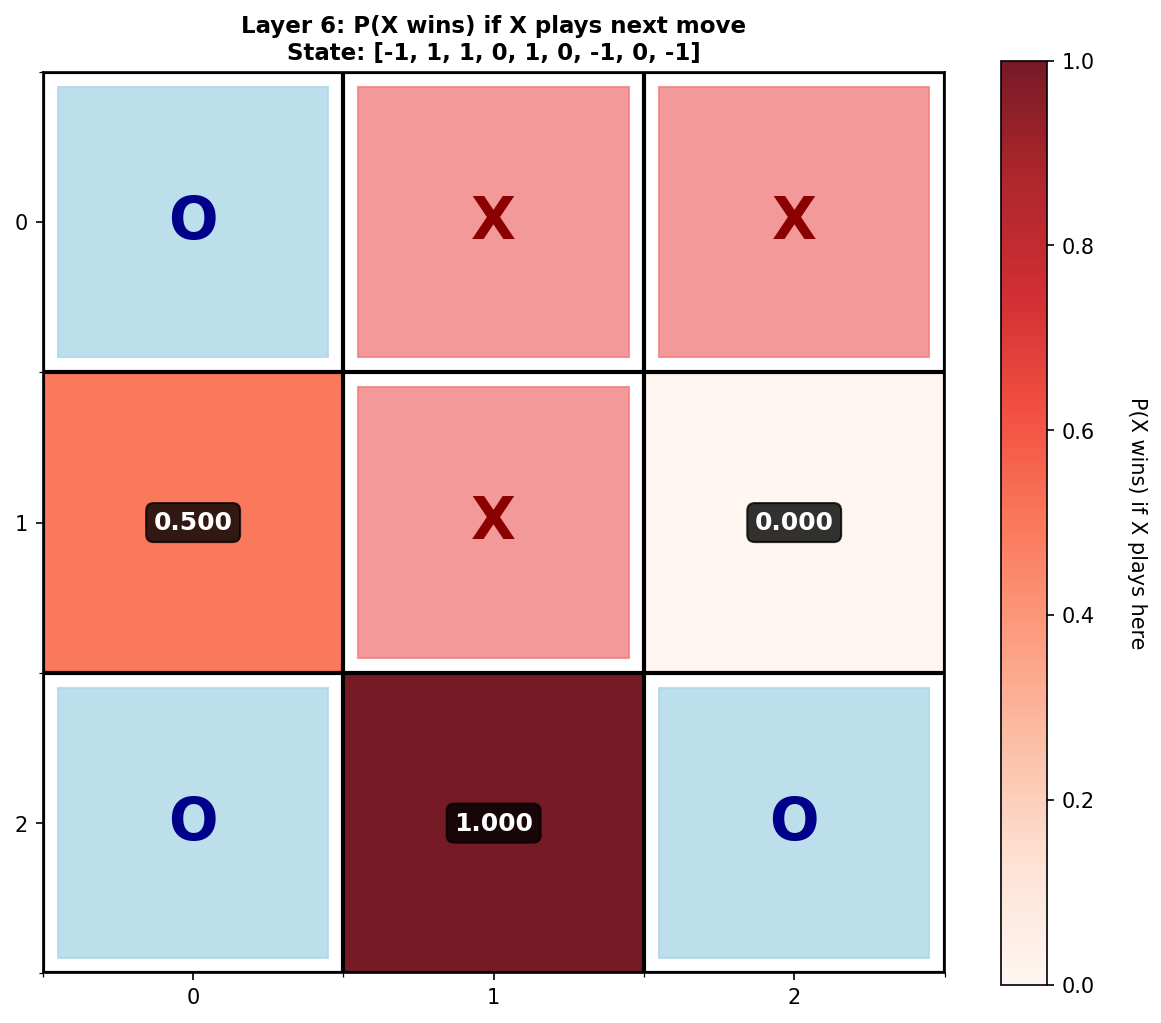 Layer 6: P(X wins) if X plays next move
State: [-1, 1, 1, 0, 1, 0, -1, 0, -1]
0
O
X
X
1
0.500
X
0.000
2
O
1.000
O
0
1
2
1.0
0.8
0.6
0.4
0.2
0.0
P(X wins) if X plays here